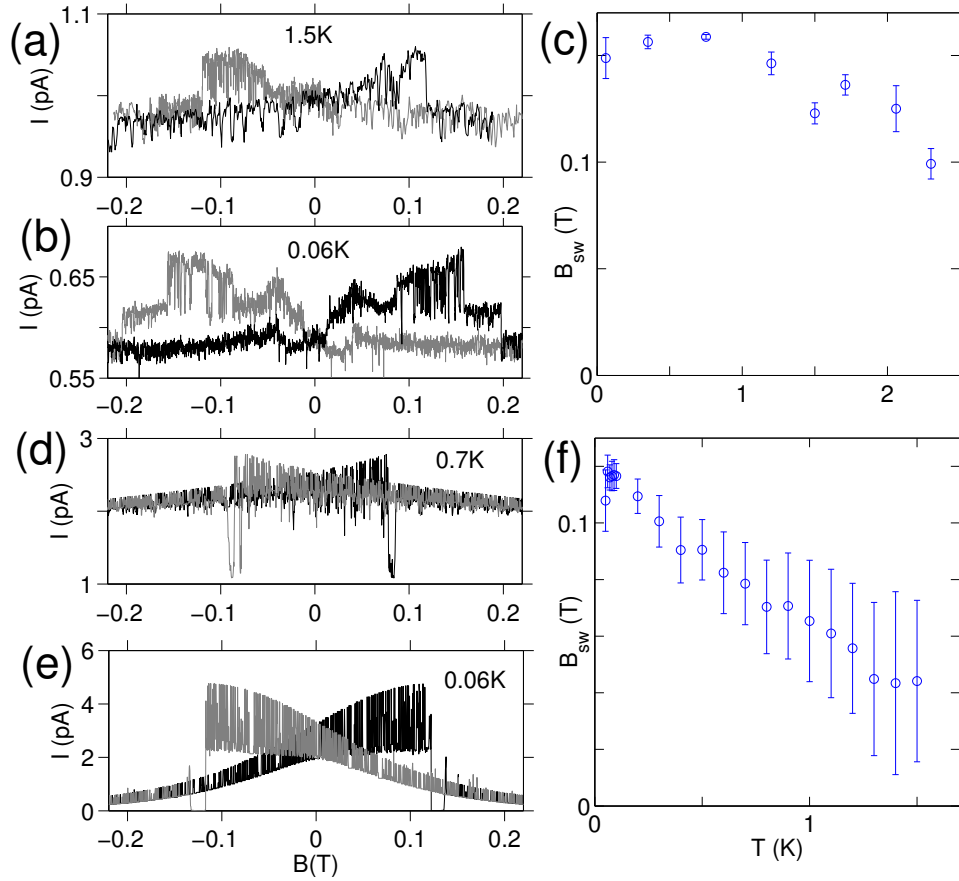 (a)
1.5K
1.1
0.9
I (pA)
−0.2 −0.1 0 0.1 0.2
(b)
0.06K
0.65
0.55
I (pA)
−0.2 −0.1 0 0.1 0.2
(c)
0.1
0
B_sw (T)
0 1 2
(d)
0.7K
3
1
I (pA)
−0.2 −0.1 0 0.1 0.2
(e)
0.06K
6
4
2
0
I (pA)
−0.2 −0.1 0 0.1 0.2
B(T)
(f)
0.1
0
B_sw (T)
0 1
T (K)